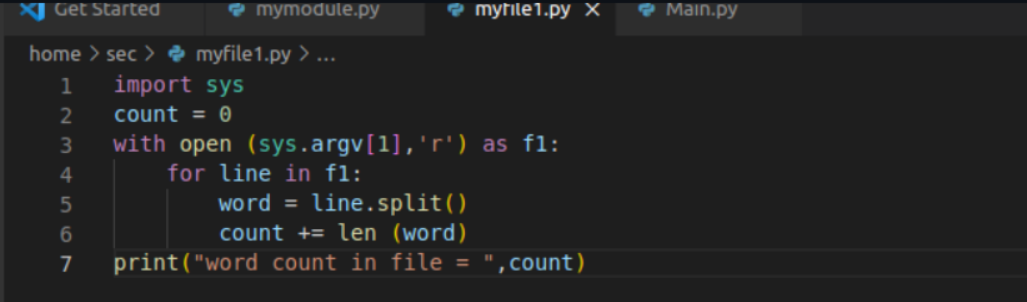 Get Started mymodule.py myfile1.py X Main.py
home > sec > myfile1.py > ...
1 import sys
2 count = 0
3 with open (sys.argv[1],'r') as f1:
4 for line in f1:
5 word = line.split()
6 count += len (word)
7 print("word count in file = ",count)